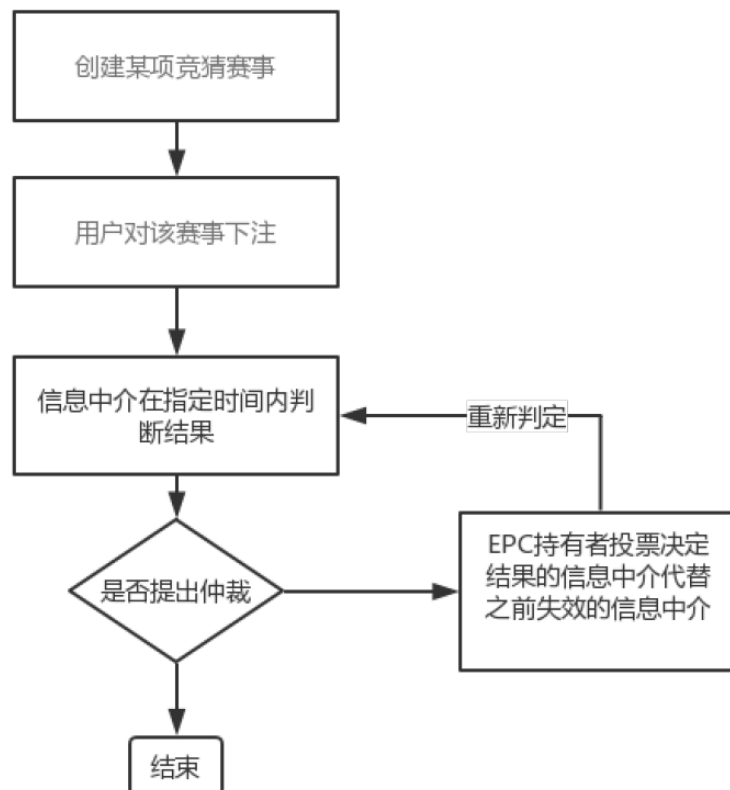 创建某项竞猜赛事
用户对该赛事下注
信息中介在指定时间内判
断结果
重新判定
是否提出仲裁
EPC持有者投票决定
结果的信息中介代替
之前失效的信息中介
结束